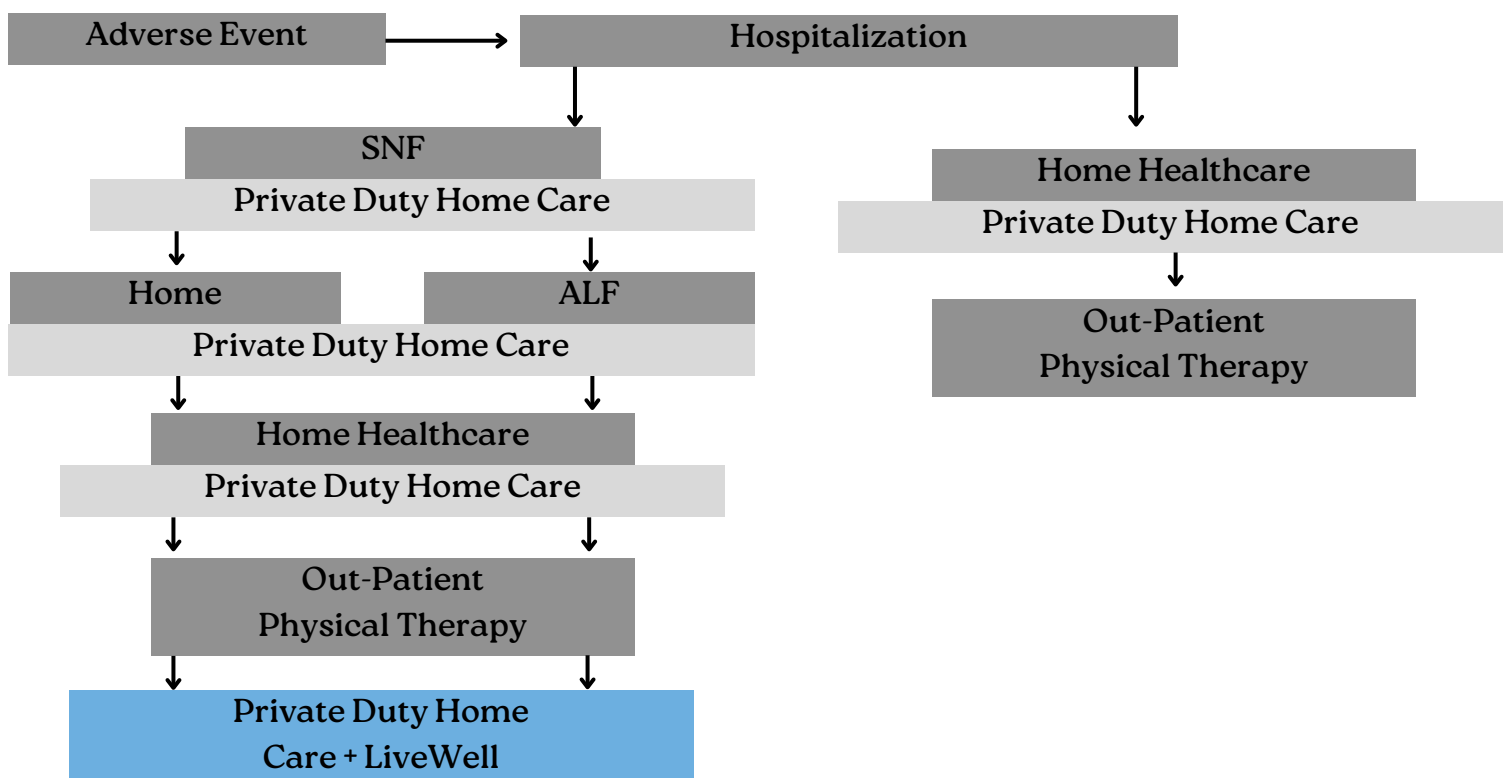 Adverse Event
Hospitalization
SNF
Private Duty Home Care
Home
ALF
Private Duty Home Care
Home Healthcare
Private Duty Home Care
Out-Patient
Physical Therapy
Private Duty Home
Care + LiveWell
Home Healthcare
Private Duty Home Care
Out-Patient
Physical Therapy